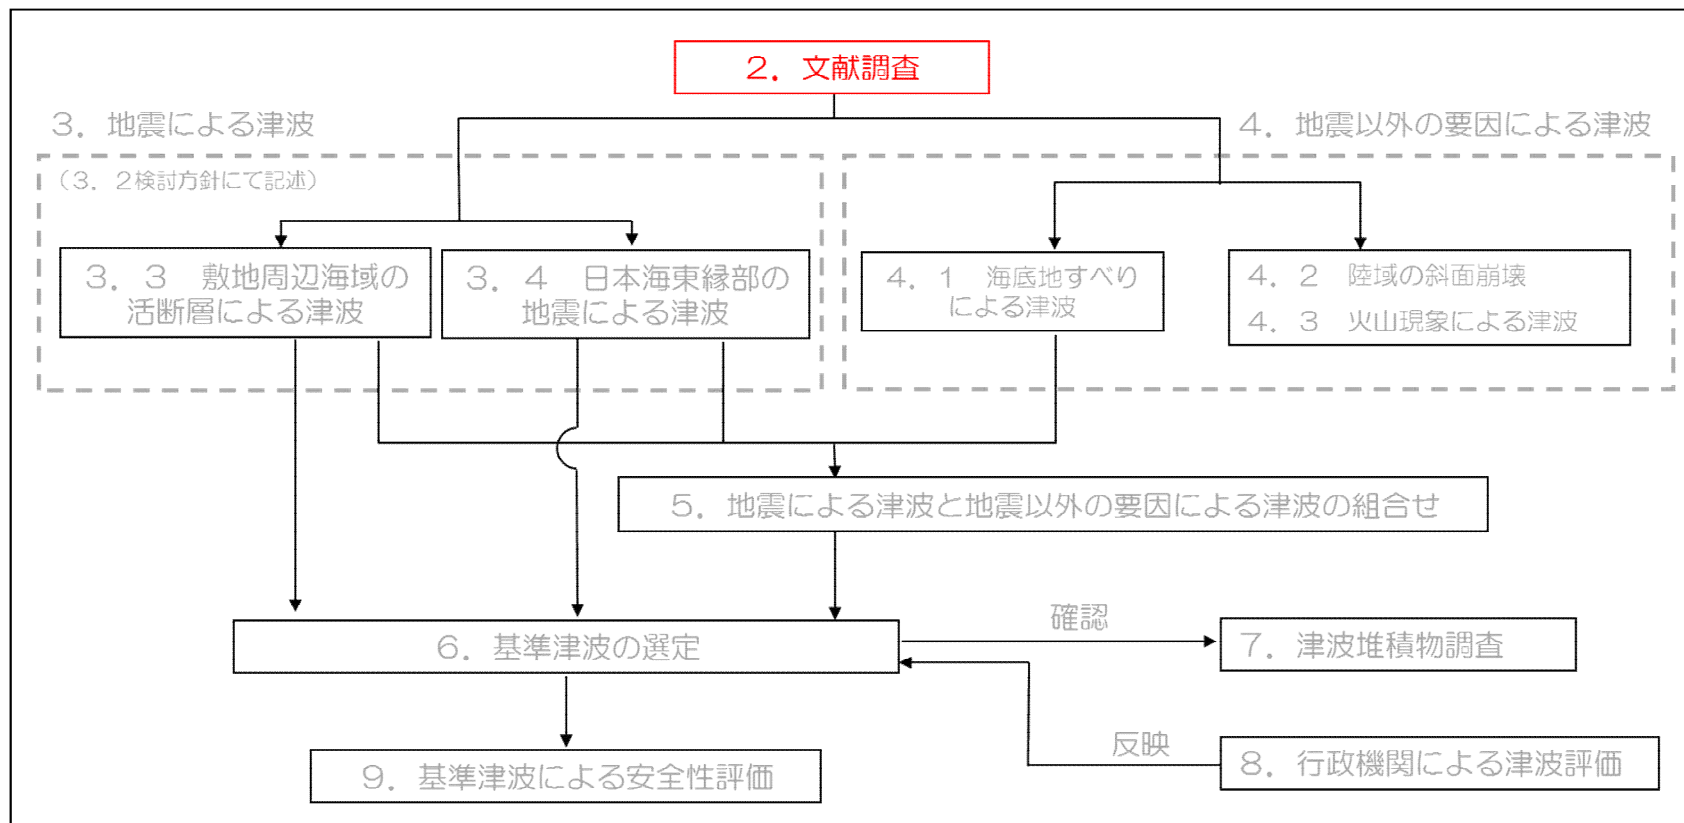 ２．文献調査
３．地震による津波
４．地震以外の要因による津波
（３．２検討方針にて記述）
３．３　敷地周辺海域の
活断層による津波
３．４　日本海東縁部の
地震による津波
４．１　海底地すべり
による津波
４．２　陸域の斜面崩壊
４．３　火山現象による津波
５．地震による津波と地震以外の要因による津波の組合せ
６．基準津波の選定
確認
７．津波堆積物調査
反映
８．行政機関による津波評価
９．基準津波による安全性評価